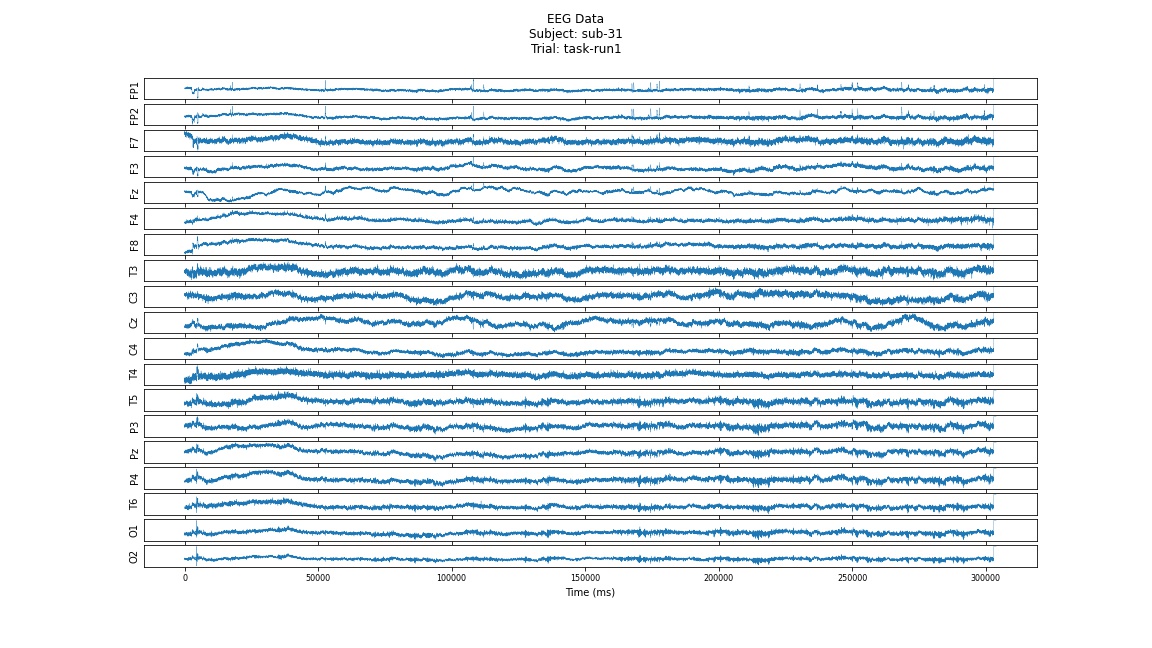 EEG Data
Subject: sub-31
Trial: task-run1
FP1
FP2
F7
F3
Fz
F4
F8
T3
C3
Cz
C4
T4
T5
P3
Pz
P4
T6
O1
O2
0 50000 100000 150000 200000 250000 300000
Time (ms)